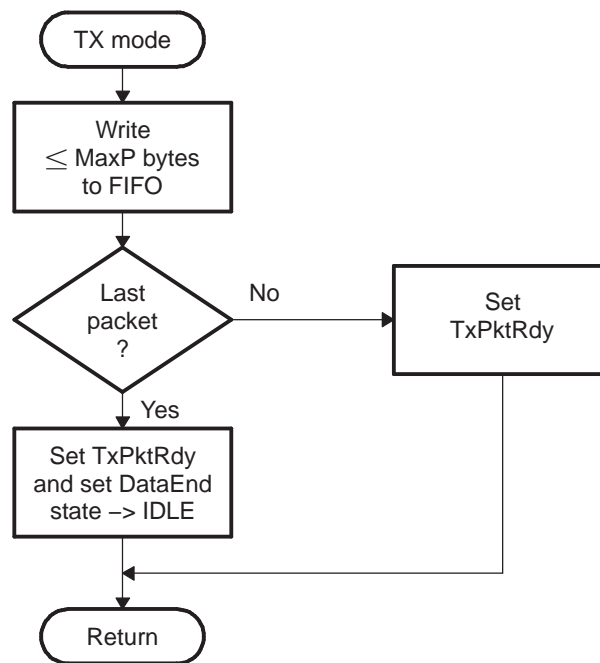 TX mode
Write
≤ MaxP bytes
to FIFO
Last
packet
?
No
Set
TxPktRdy
Yes
Set TxPktRdy
and set DataEnd
state −> IDLE
Return